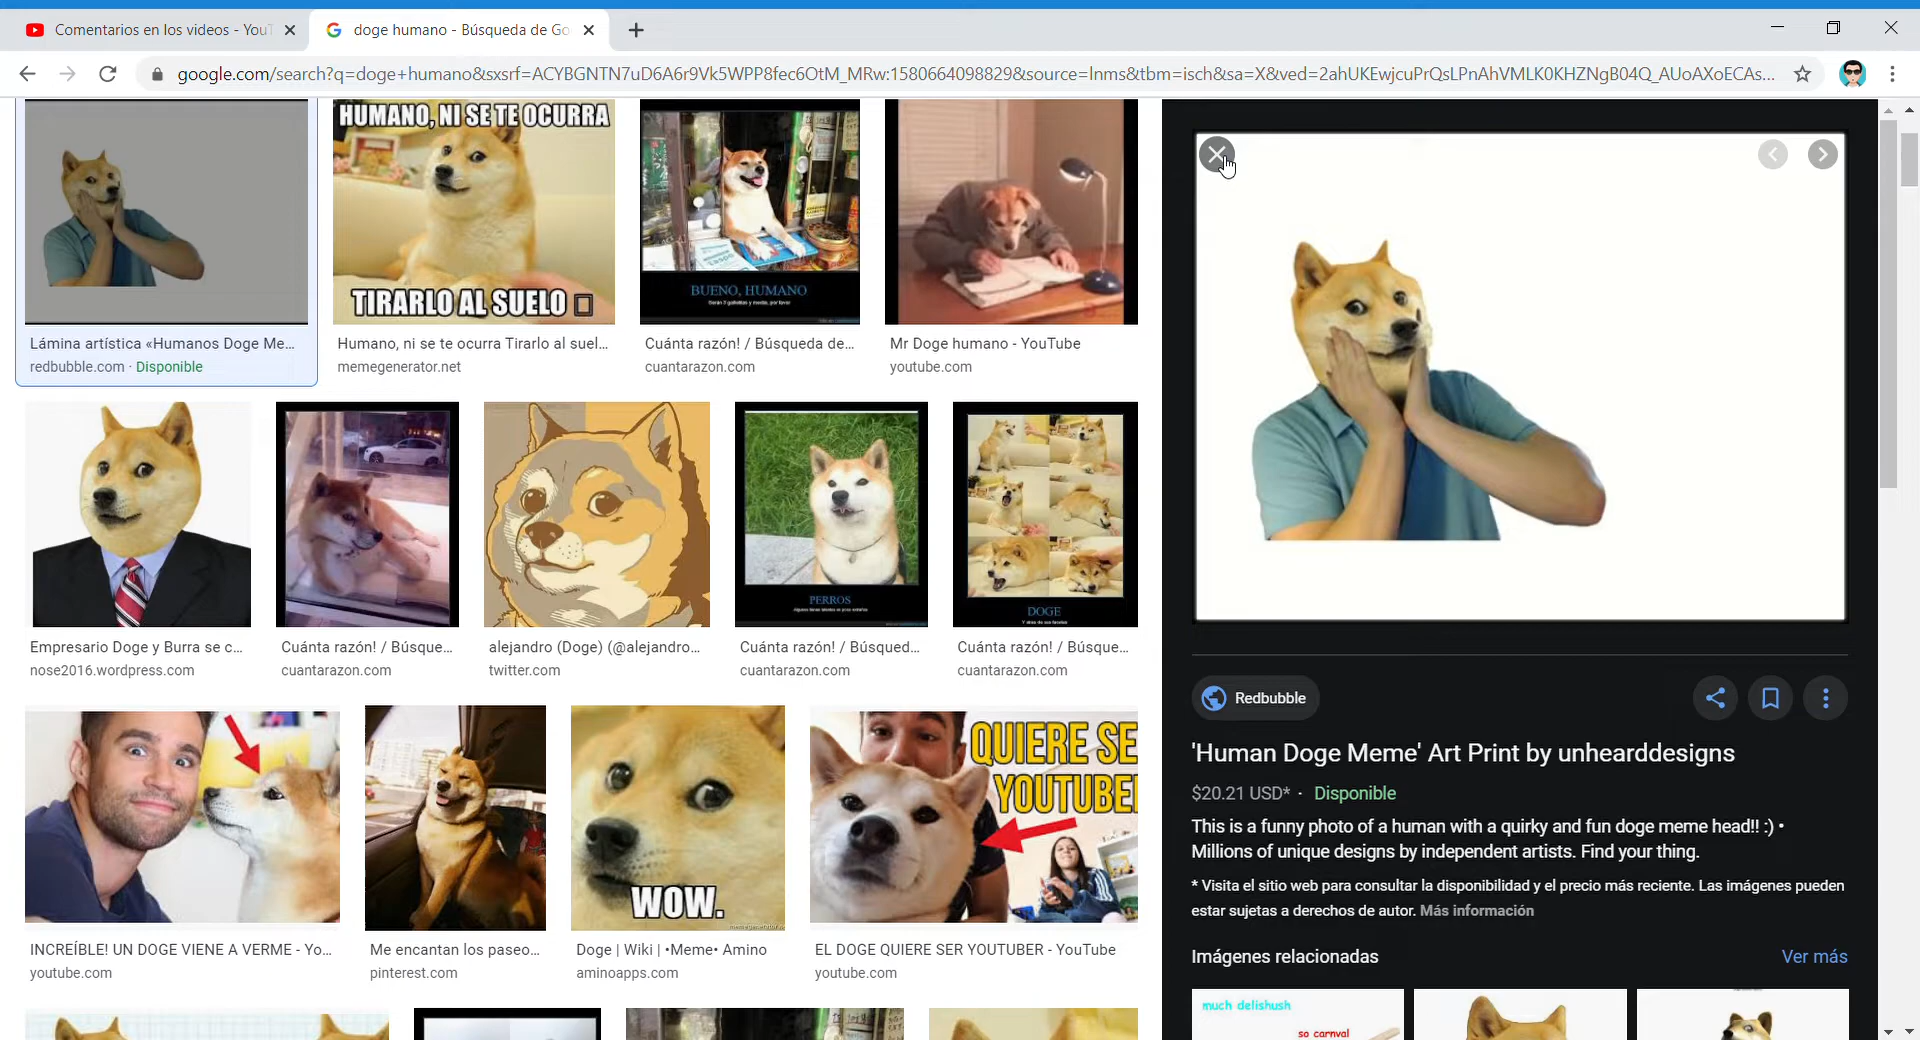 Comentarios en los videos - YouT
doge humano - Búsqueda de Go
google.com/search?q=doge+humano&sxsrf=ACYBGNTN7uD6A6r9Vk5WPP8fec6OtM_MRw:1580664098829&source=lnms&tbm=isch&sa=X&ved=2ahUKEwjcuPrQsLPnAhVMLK0KHZNgB04Q_AUoAXoECAs...
HUMANO, NI SE TE OCURRA
TIRARLO AL SUELO
BUENO, HUMANO
Serán 3 galletitas y media, por favor
Lámina artística «Humanos Doge Me...
redbubble.com · Disponible
Humano, ni se te ocurra Tirarlo al suel...
memegenerator.net
Cuánta razón! / Búsqueda de...
cuantarazon.com
Mr Doge humano - YouTube
youtube.com
PERROS
DOGE
Empresario Doge y Burra se c...
nose2016.wordpress.com
Cuánta razón! / Búsque...
cuantarazon.com
alejandro (Doge) (@alejandro...
twitter.com
Cuánta razón! / Búsqued...
cuantarazon.com
Cuánta razón! / Búsque...
cuantarazon.com
WOW.
QUIERE SE
YOUTUBE
INCREÍBLE! UN DOGE VIENE A VERME - Yo...
youtube.com
Me encantan los paseo...
pinterest.com
Doge | Wiki | •Meme• Amino
aminoapps.com
EL DOGE QUIERE SER YOUTUBER - YouTube
youtube.com
Redbubble
'Human Doge Meme' Art Print by unhearddesigns
$20.21 USD* · Disponible
This is a funny photo of a human with a quirky and fun doge meme head!! :) •
Millions of unique designs by independent artists. Find your thing.
* Visita el sitio web para consultar la disponibilidad y el precio más reciente. Las imágenes pueden
estar sujetas a derechos de autor. Más información
Imágenes relacionadas
Ver más
much delishush
so carnval